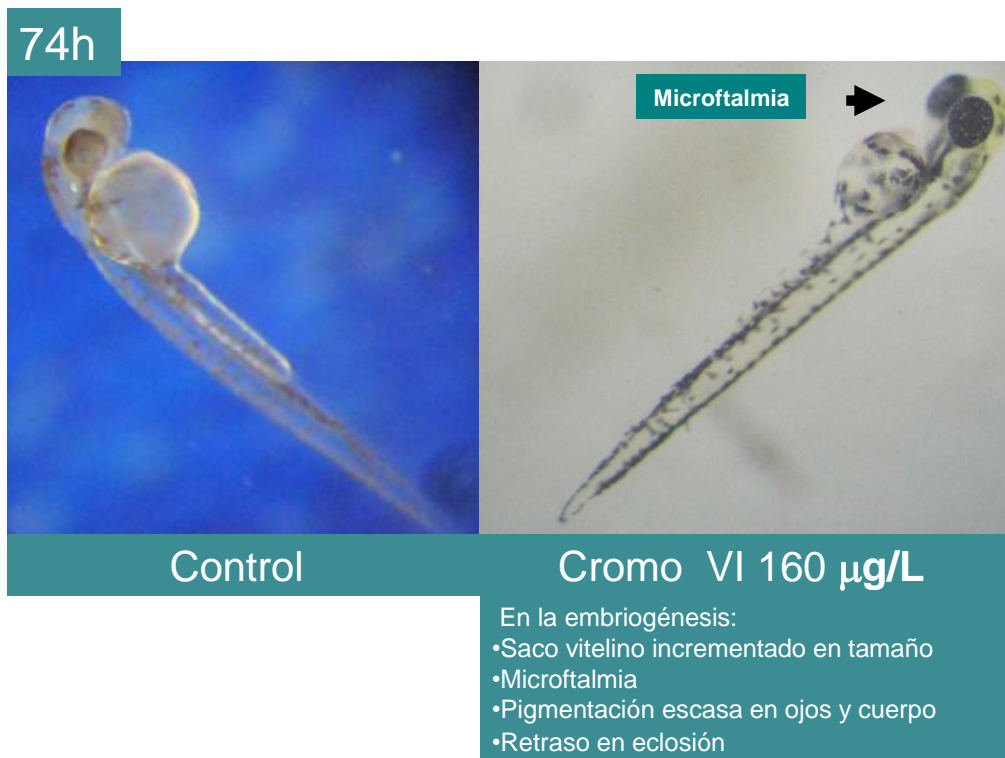 74h
Microftalmia
Control
Cromo VI 160 μg/L
En la embriogénesis:
•Saco vitelino incrementado en tamaño
•Microftalmia
•Pigmentación escasa en ojos y cuerpo
•Retraso en eclosión